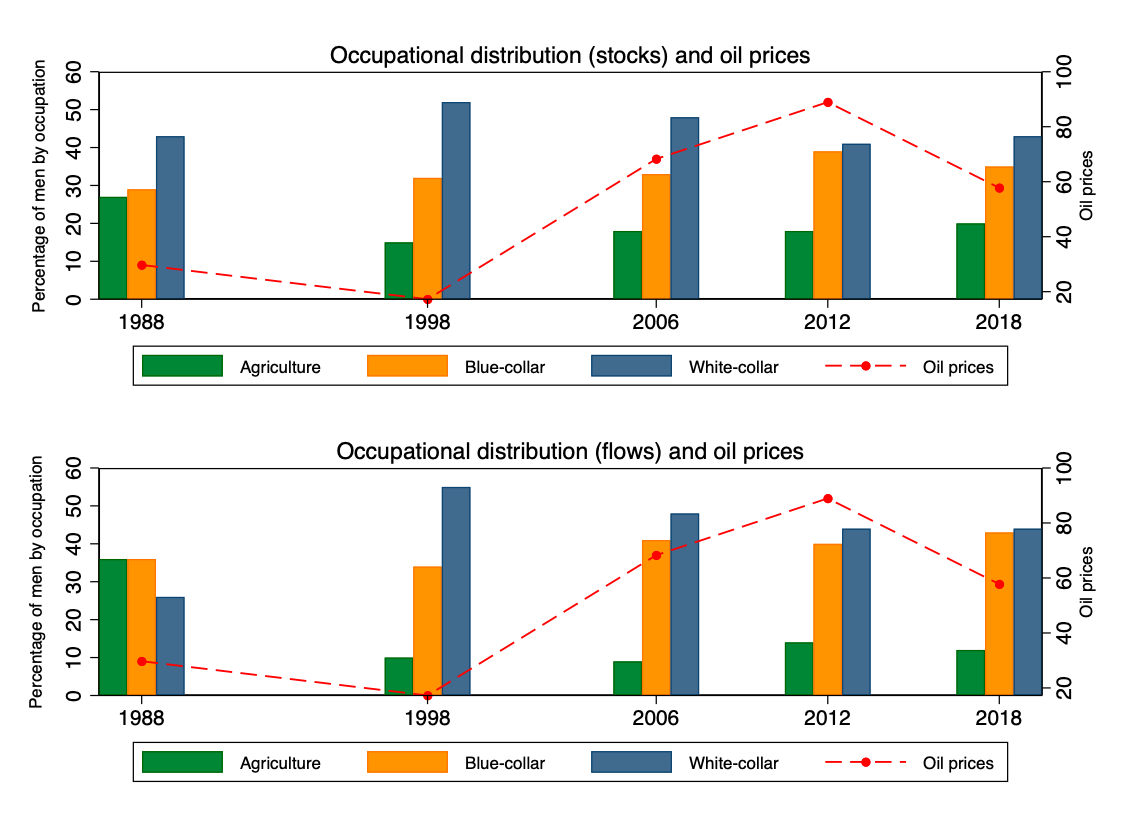 Occupational distribution (stocks) and oil prices
Percentage of men by occupation
60
50
40
30
20
10
0
100
80
60
40
20
Oil prices
1988 1998 2006 2012 2018
Agriculture Blue-collar White-collar Oil prices
Occupational distribution (flows) and oil prices
Percentage of men by occupation
60
50
40
30
20
10
0
100
80
60
40
20
Oil prices
1988 1998 2006 2012 2018
Agriculture Blue-collar White-collar Oil prices